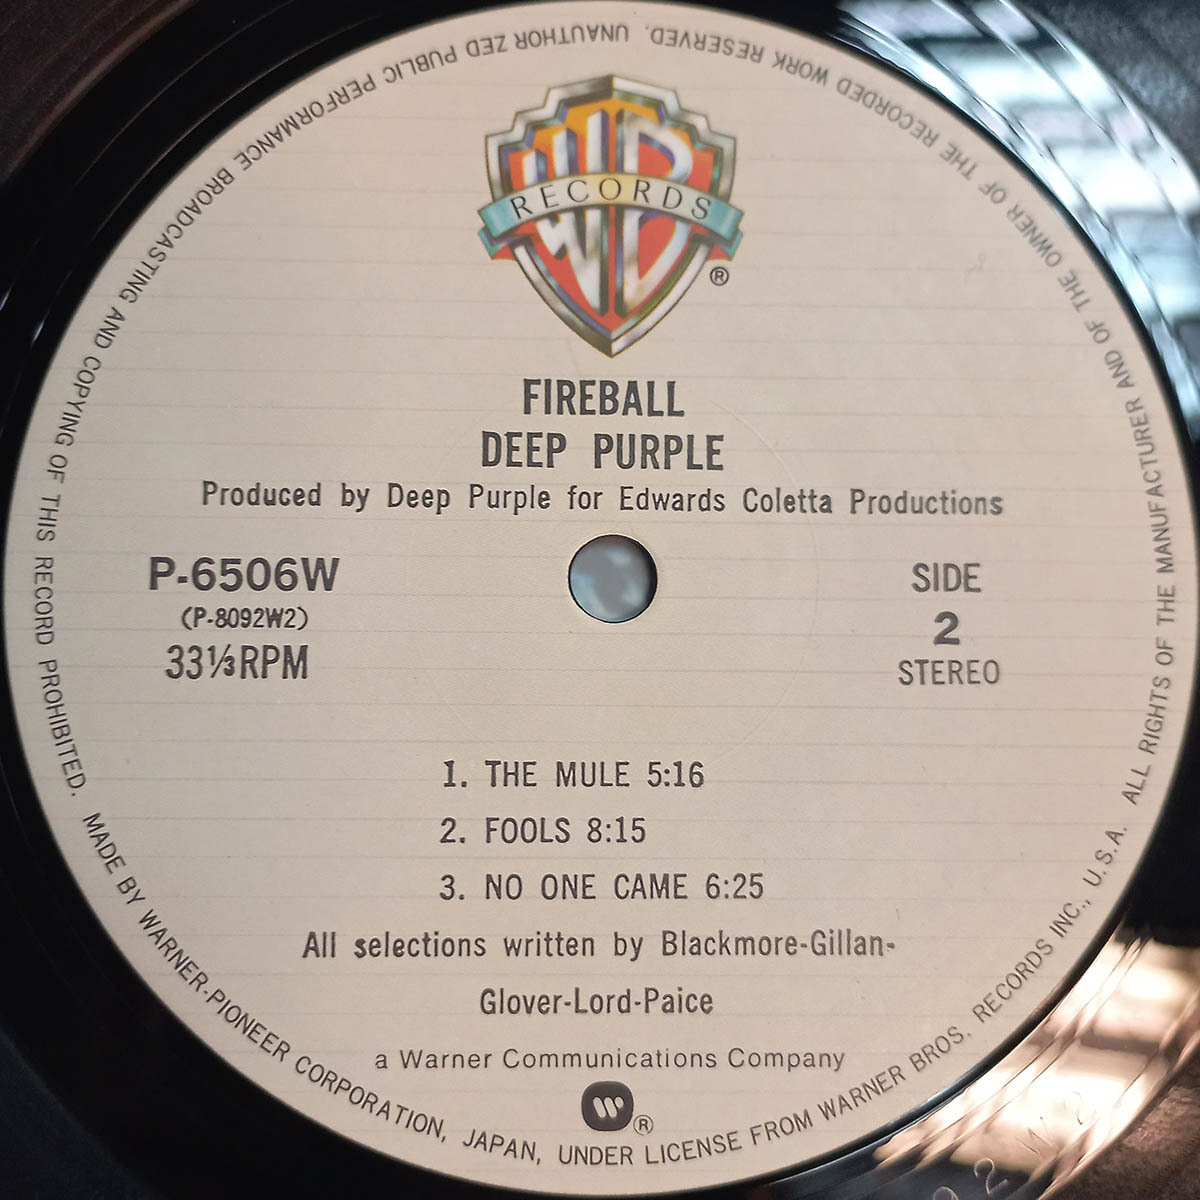 WB
RECORDS
®
FIREBALL
DEEP PURPLE
Produced by Deep Purple for Edwards Coletta Productions
P-6506W
(P-8092W2)
33⅓RPM
SIDE
2
STEREO
1. THE MULE 5:16
2. FOOLS 8:15
3. NO ONE CAME 6:25
All selections written by Blackmore-Gillan-
Glover-Lord-Paice
a Warner Communications Company
®
MADE BY WARNER-PIONEER CORPORATION, JAPAN, UNDER LICENSE FROM WARNER BROS. RECORDS INC., U.S.A. ALL RIGHTS OF THE MANUFACTURER AND OF THE OWNER OF THE RECORDED WORK RESERVED. UNAUTHOR ZED PUBLIC PERFORMANCE BROADCASTING AND COPYING OF THIS RECORD PROHIBITED.